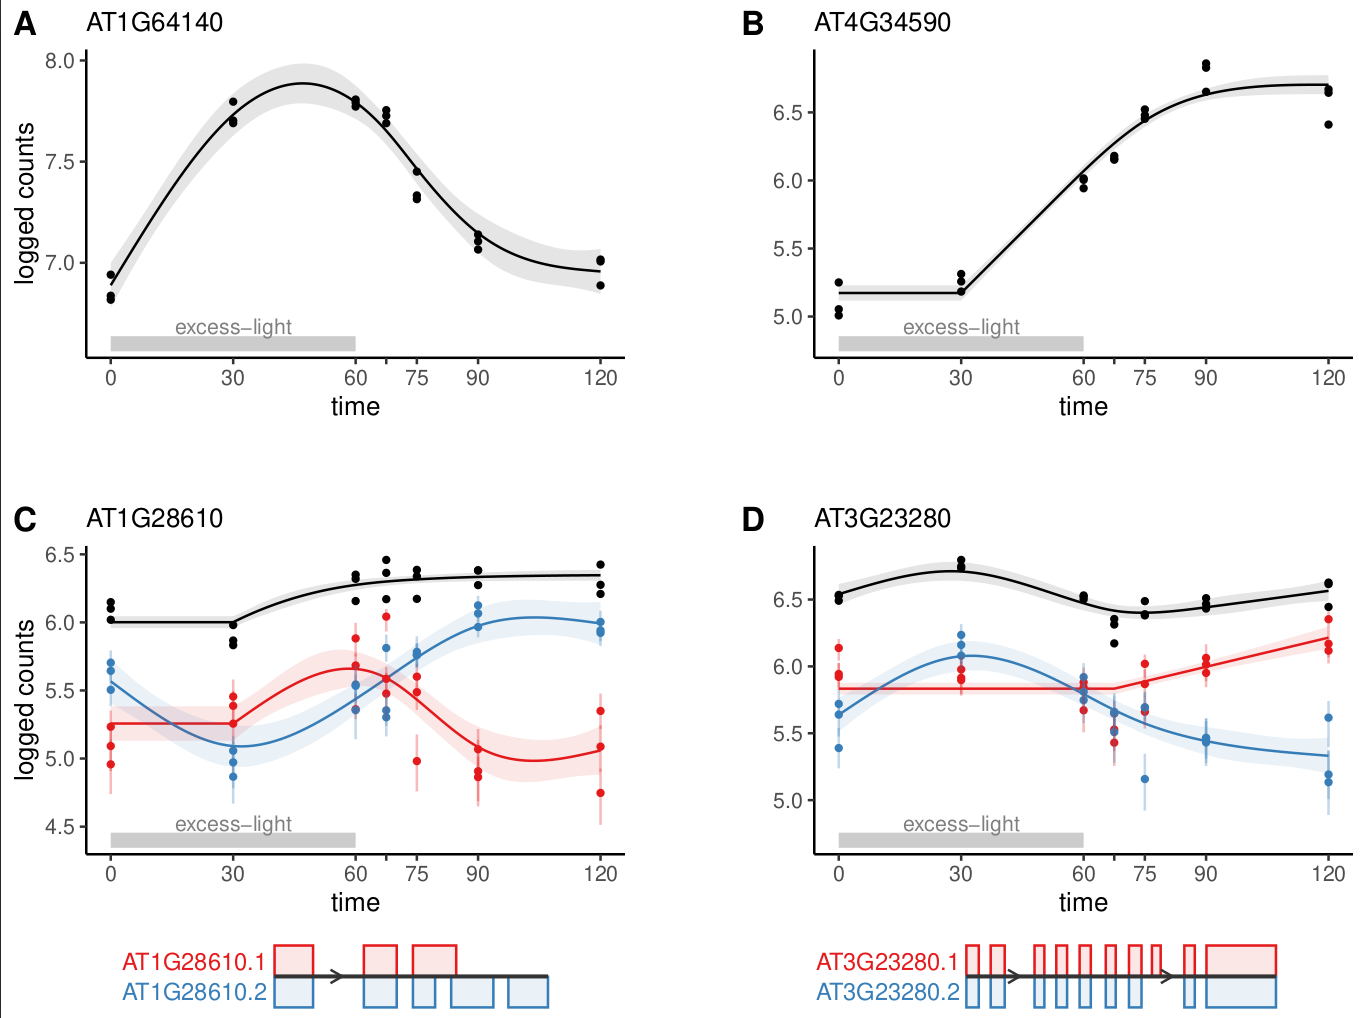 A AT1G64140
8.0
7.5
7.0
logged counts
excess-light
0 30 60 75 90 120
time
B AT4G34590
6.5
6.0
5.5
5.0
excess-light
0 30 60 75 90 120
time
C AT1G28610
6.5
6.0
5.5
5.0
4.5
logged counts
excess-light
0 30 60 75 90 120
time
AT1G28610.1
AT1G28610.2
D AT3G23280
6.5
6.0
5.5
5.0
excess-light
0 30 60 75 90 120
time
AT3G23280.1
AT3G23280.2